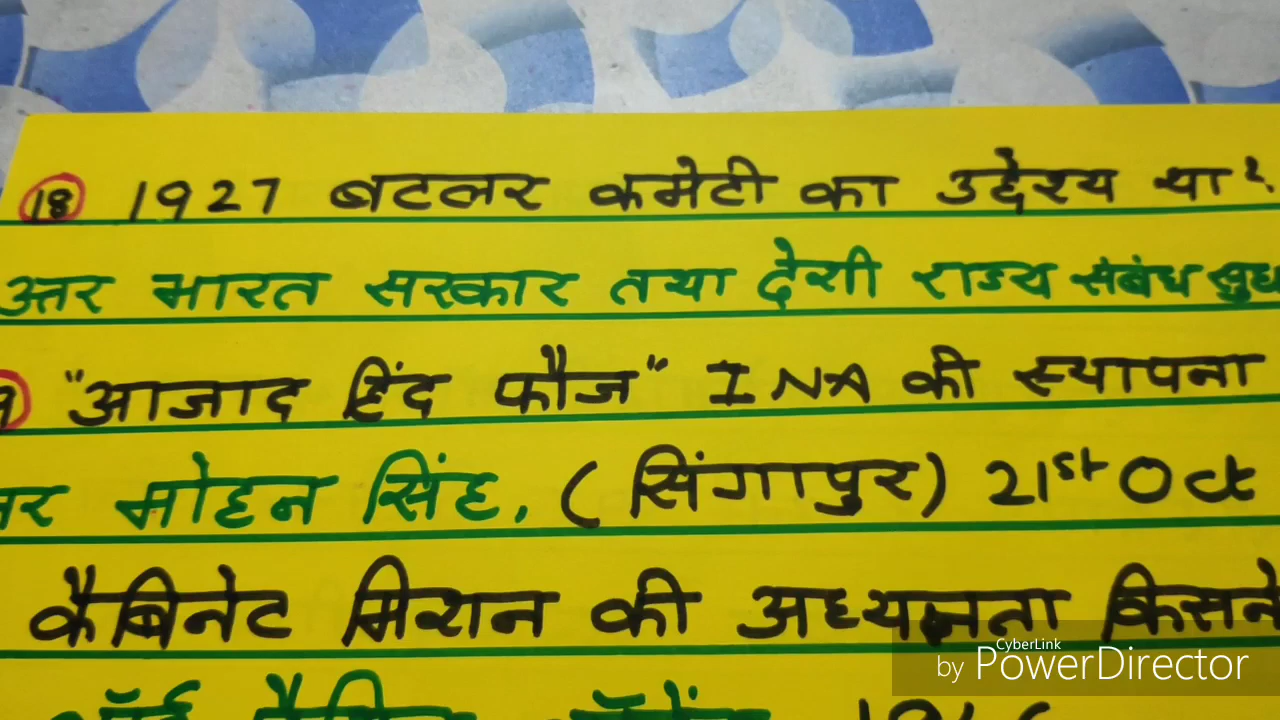 18 1927 बटलर कमेटी का उद्देश्य था?
उत्तर भारत सरकार तथा देशी राज्य संबंध सुध
9 "आजाद हिंद फौज" INA की स्थापना
त्तर मोहन सिंह, (सिंगापुर) 21st Oct
कैबिनेट मिशन की अध्यक्षता किसने
CyberLink
by PowerDirector